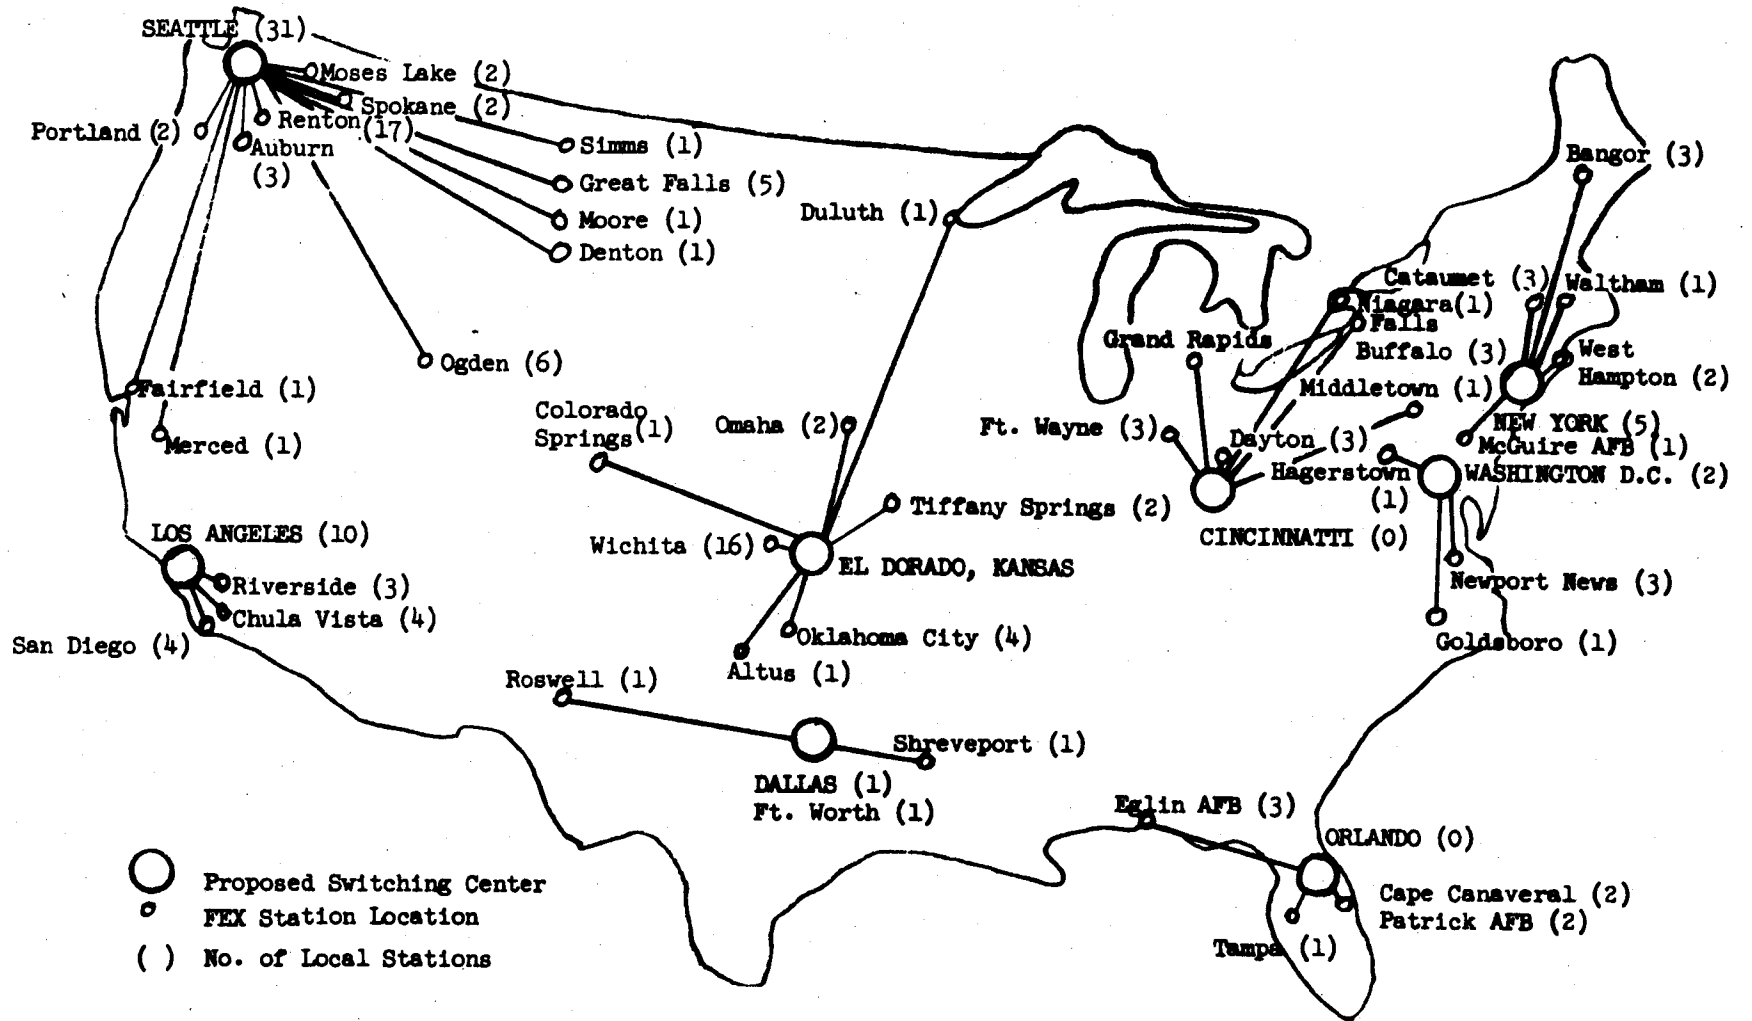 SEATTLE (31)
Moses Lake (2)
Spokane (2)
Portland (2)
Renton (17)
Auburn
(3)
Simms (1)
Great Falls (5)
Moore (1)
Denton (1)
Ogden (6)
Fairfield (1)
Merced (1)
Duluth (1)
Bangor (3)
Cataumet (3)
Waltham (1)
Niagara (1)
Falls
Buffalo (3)
West
Hampton (2)
Grand Rapids
Middletown (1)
NEW YORK (5)
McGuire AFB (1)
Colorado
Springs (1)
Omaha (2)
Ft. Wayne (3)
Dayton (3)
Hagerstown
(1)
WASHINGTON D.C. (2)
Tiffany Springs (2)
CINCINNATTI (0)
LOS ANGELES (10)
Wichita (16)
EL DORADO, KANSAS
Riverside (3)
Chula Vista (4)
San Diego (4)
Newport News (3)
Goldsboro (1)
Oklahoma City (4)
Altus (1)
Roswell (1)
Shreveport (1)
DALLAS (1)
Ft. Worth (1)
Eglin AFB (3)
ORLANDO (0)
Cape Canaveral (2)
Patrick AFB (2)
Tampa (1)
Proposed Switching Center
FEX Station Location
( ) No. of Local Stations